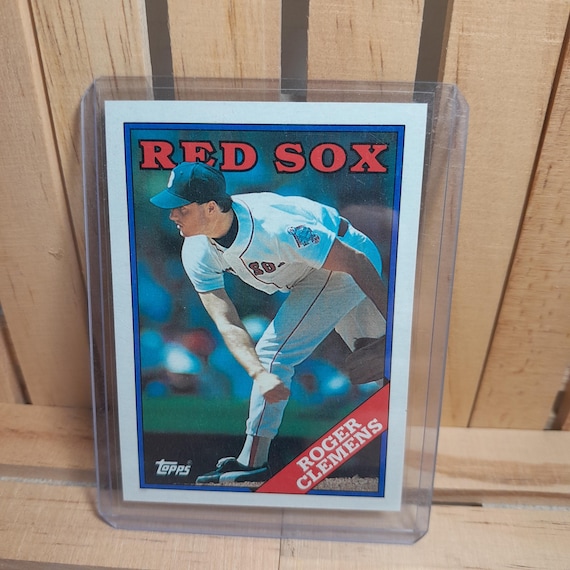 RED SOX
topps
ROGER
CLEMENS